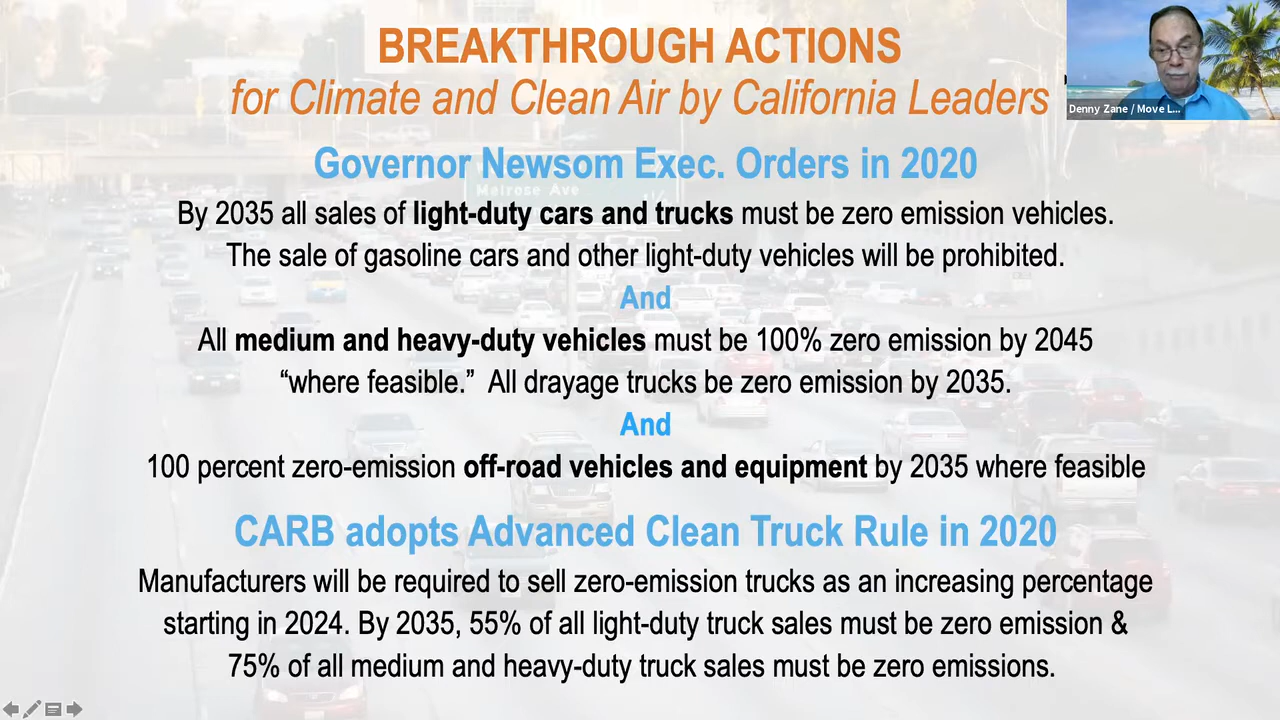 BREAKTHROUGH ACTIONS
for Climate and Clean Air by California Leaders
Denny Zane / Move L...
Governor Newsom Exec. Orders in 2020
Melrose Ave
By 2035 all sales of light-duty cars and trucks must be zero emission vehicles.
The sale of gasoline cars and other light-duty vehicles will be prohibited.
And
All medium and heavy-duty vehicles must be 100% zero emission by 2045
“where feasible.” All drayage trucks be zero emission by 2035.
And
100 percent zero-emission off-road vehicles and equipment by 2035 where feasible
CARB adopts Advanced Clean Truck Rule in 2020
Manufacturers will be required to sell zero-emission trucks as an increasing percentage
starting in 2024. By 2035, 55% of all light-duty truck sales must be zero emission &
75% of all medium and heavy-duty truck sales must be zero emissions.